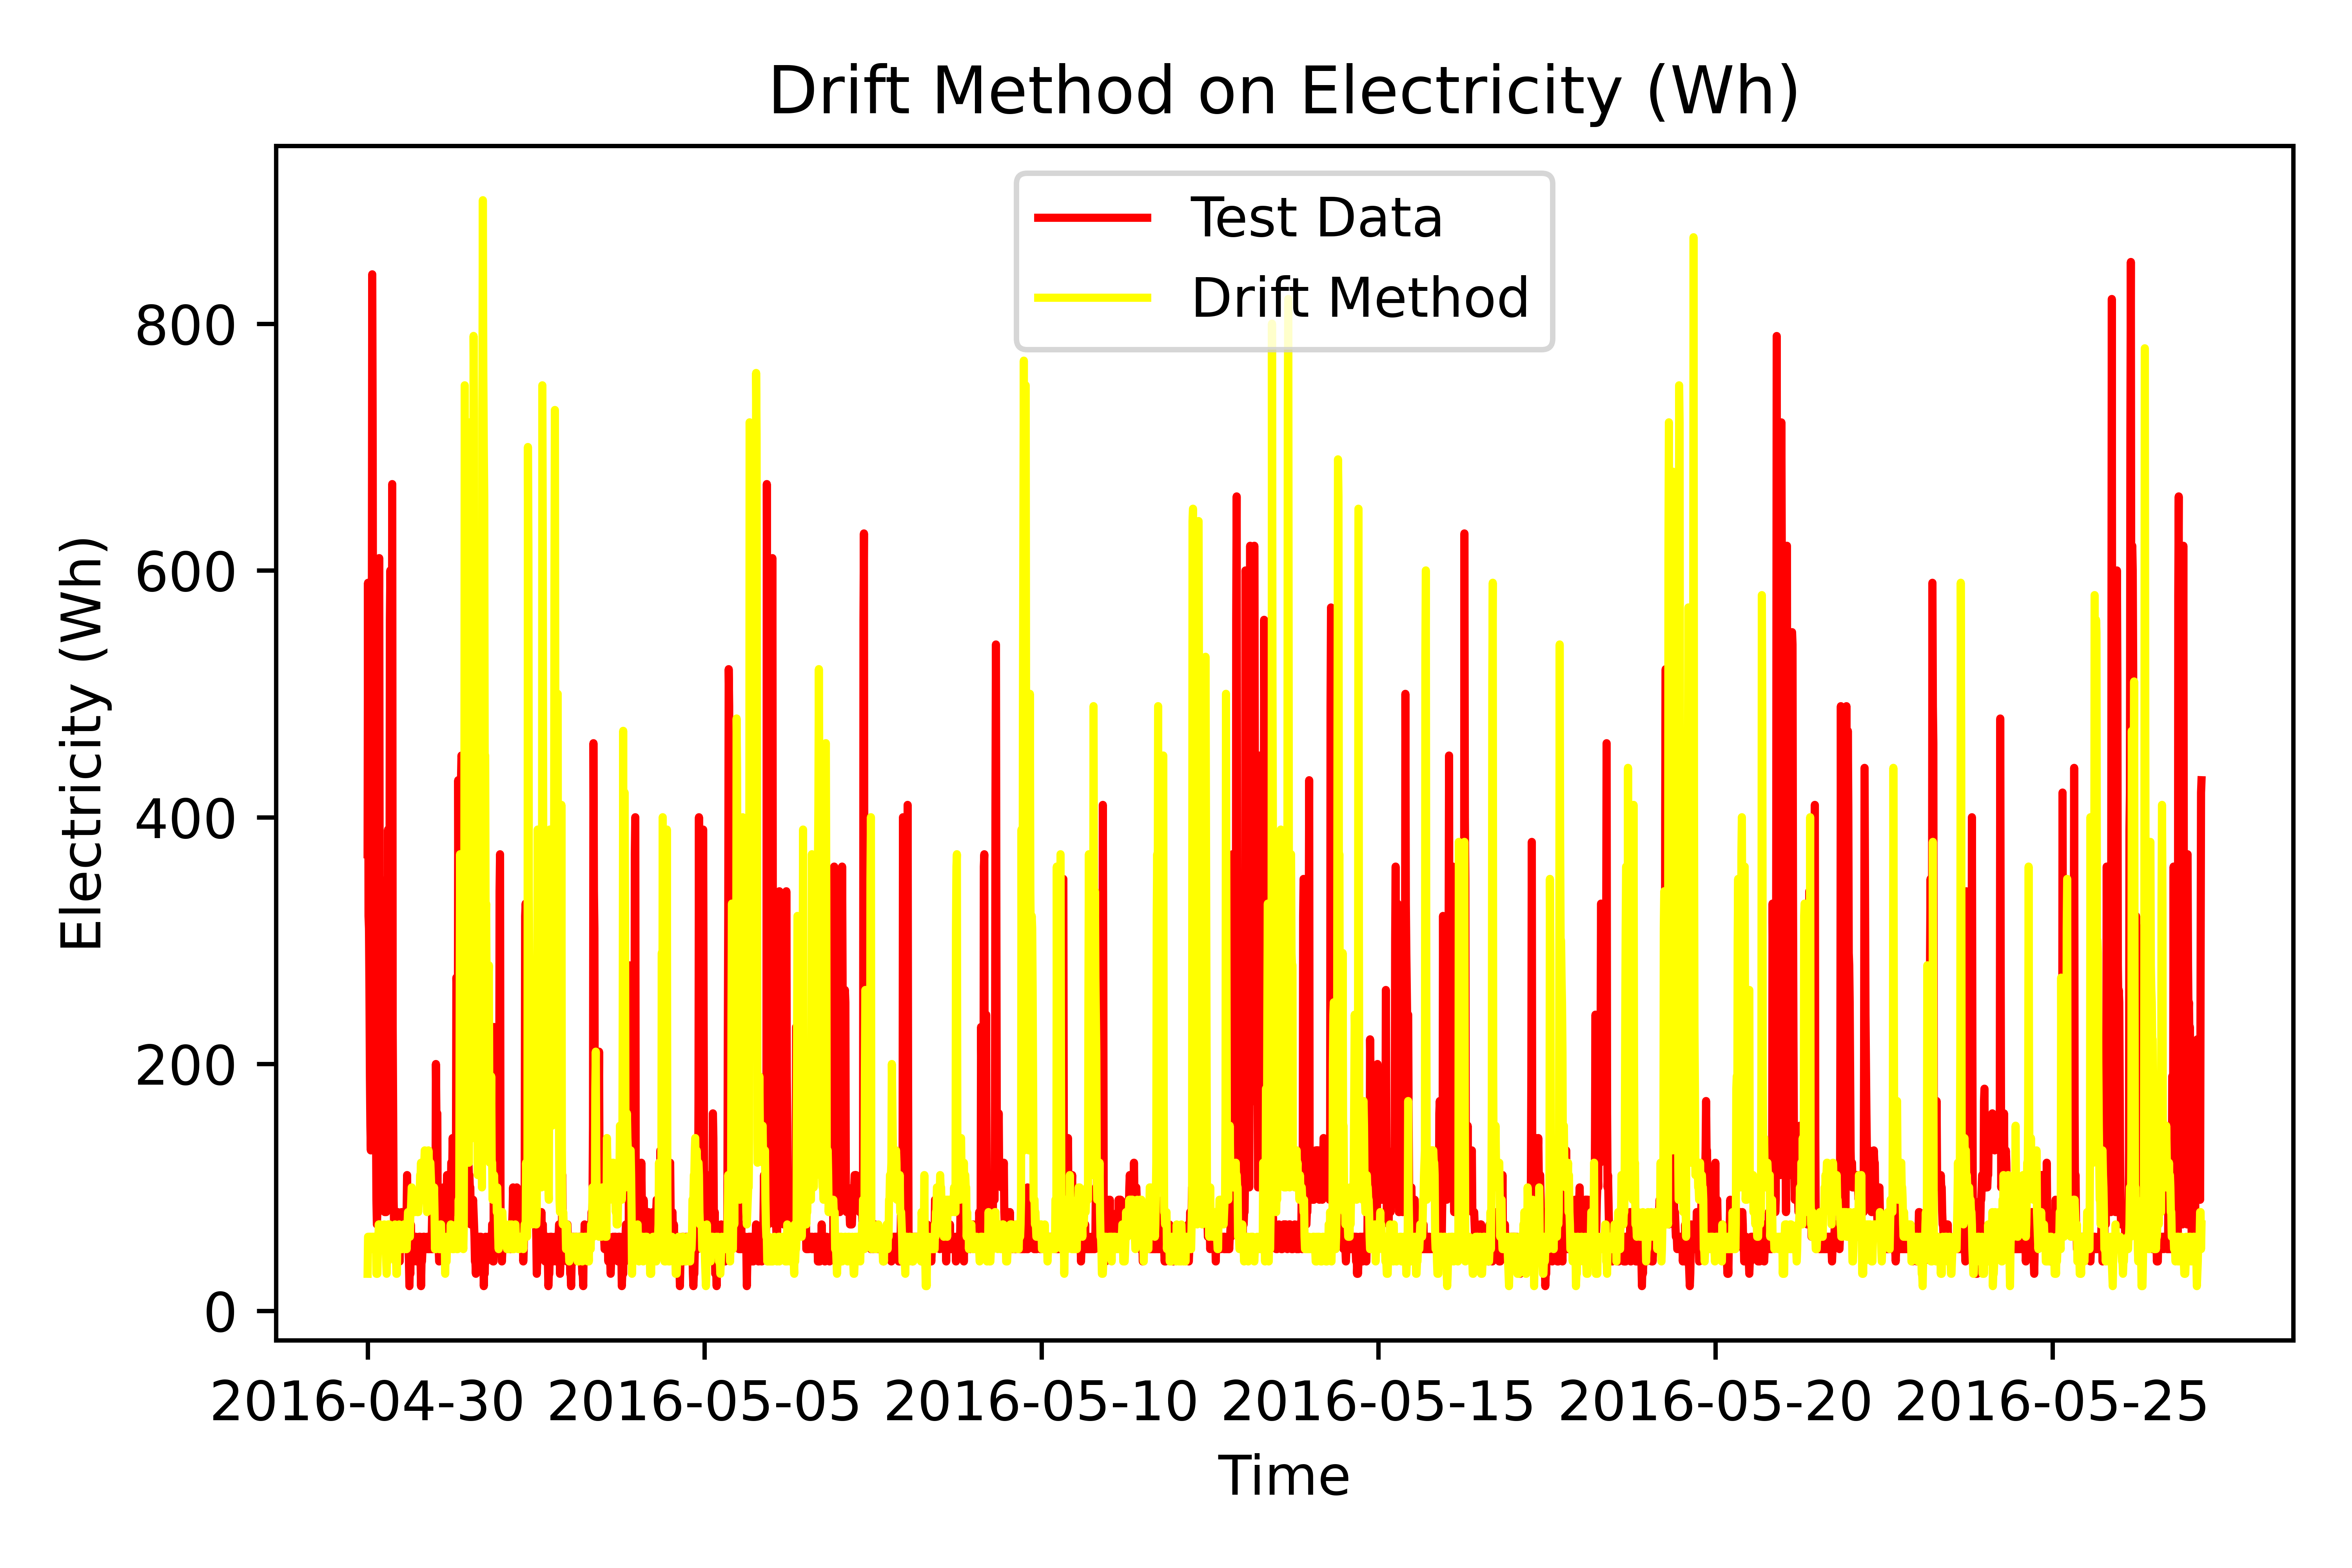 Drift Method on Electricity (Wh)
Test Data
Drift Method
Electricity (Wh)
800
600
400
200
0
2016-04-30 2016-05-05 2016-05-10 2016-05-15 2016-05-20 2016-05-25
Time